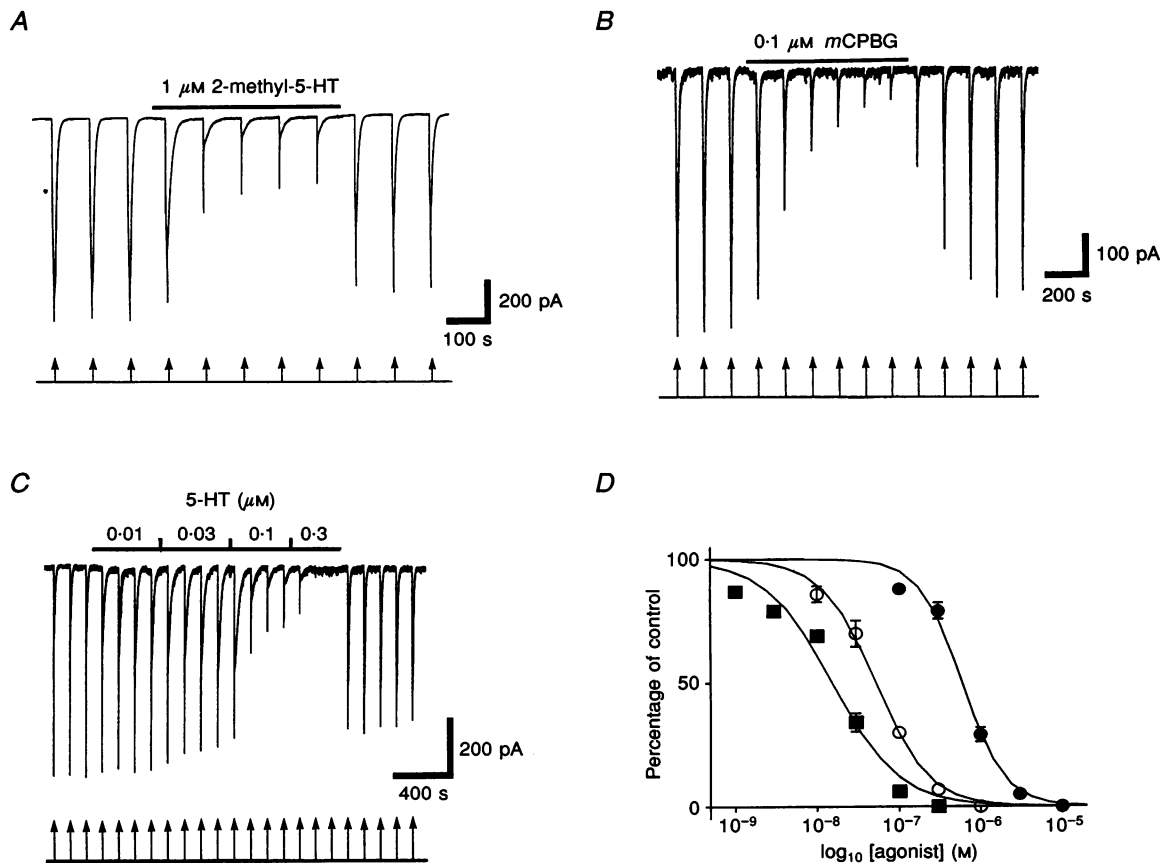 A
1 μM 2-methyl-5-HT
200 pA
100 s
B
0·1 μM mCPBG
100 pA
200 s
C
5-HT (μM)
0·01 0·03 0·1 0·3
200 pA
400 s
D
Percentage of control
100
50
0
10⁻⁹ 10⁻⁸ 10⁻⁷ 10⁻⁶ 10⁻⁵
log₁₀ [agonist] (M)